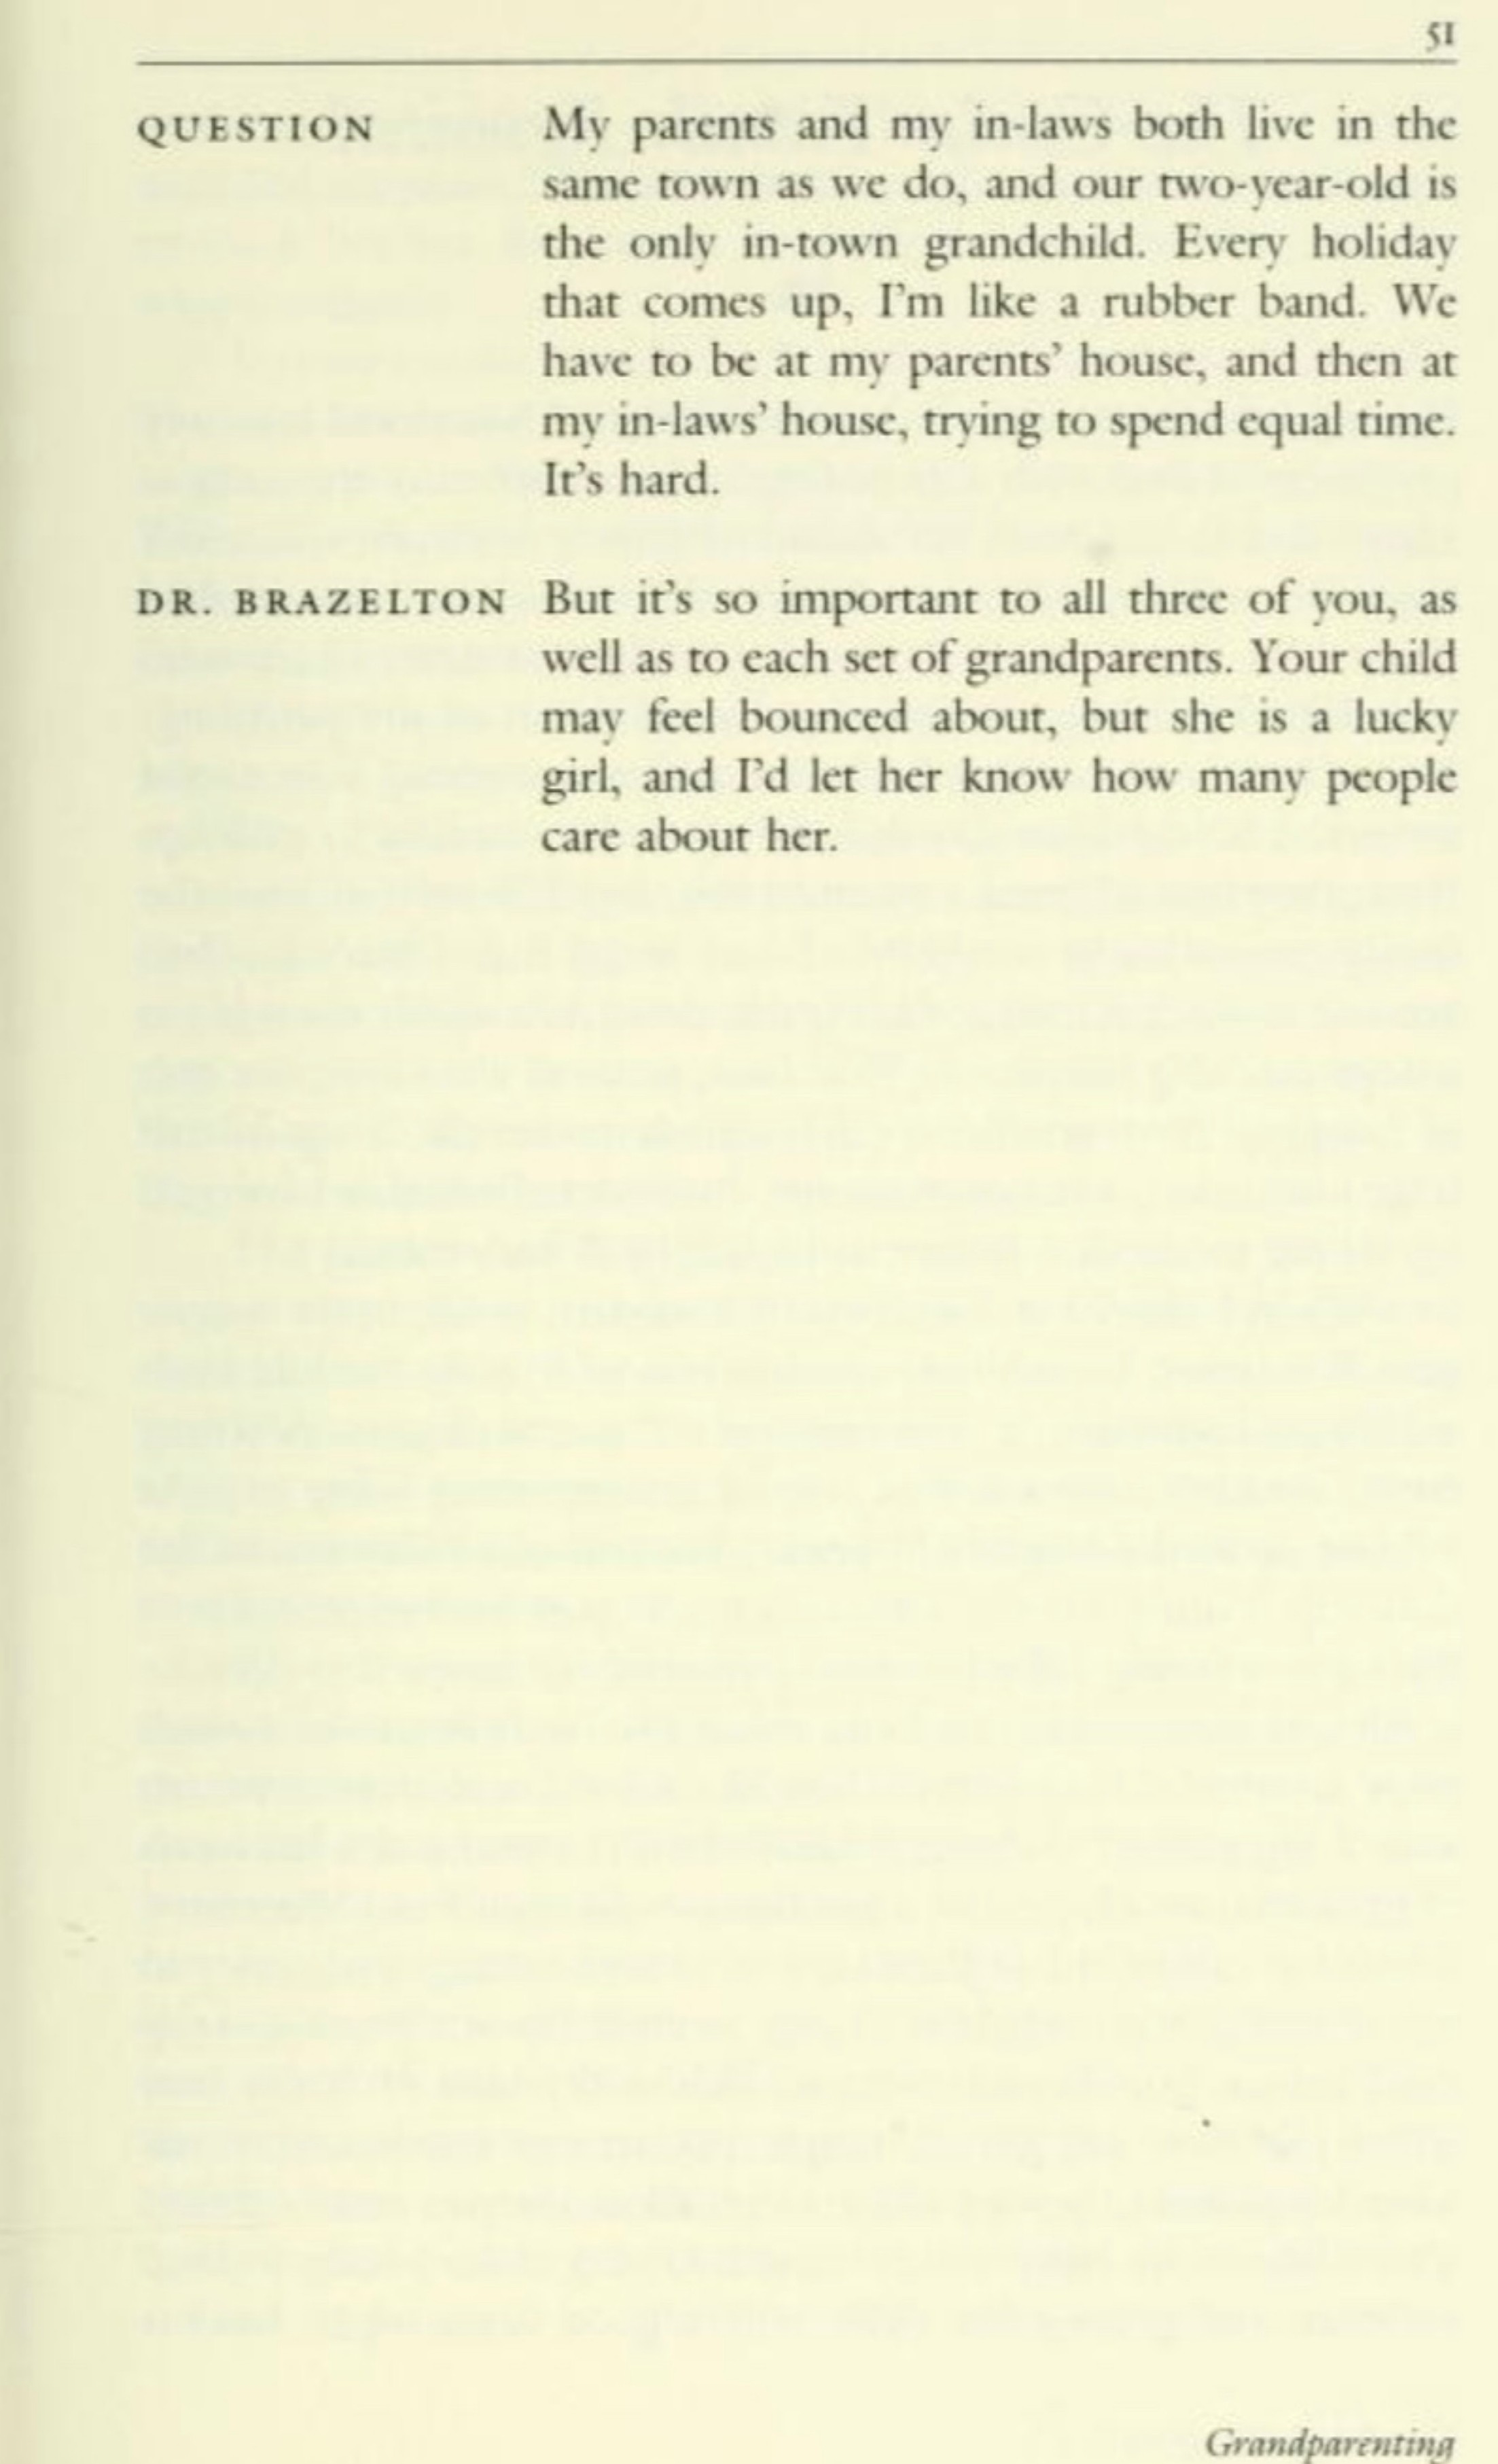 51
QUESTION My parents and my in-laws both live in the
same town as we do, and our two-year-old is
the only in-town grandchild. Every holiday
that comes up, I'm like a rubber band. We
have to be at my parents' house, and then at
my in-laws' house, trying to spend equal time.
It's hard.
DR. BRAZELTON But it's so important to all three of you, as
well as to each set of grandparents. Your child
may feel bounced about, but she is a lucky
girl, and I'd let her know how many people
care about her.
Grandparenting